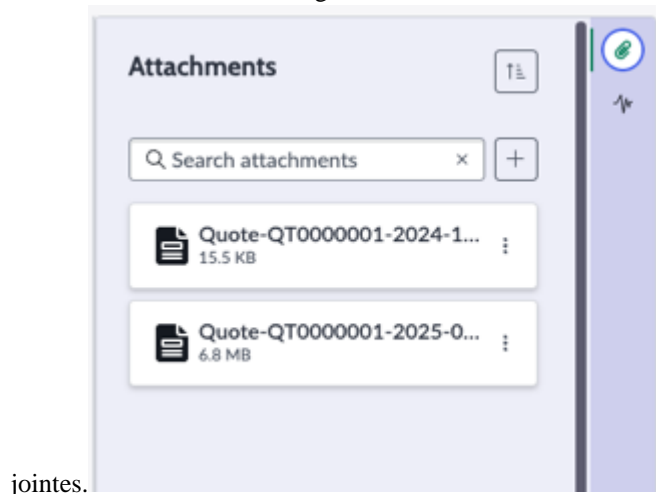 Attachments
Search attachments
Quote-QT0000001-2024-1...
15.5 KB
Quote-QT0000001-2025-0...
6.8 MB
jointes.